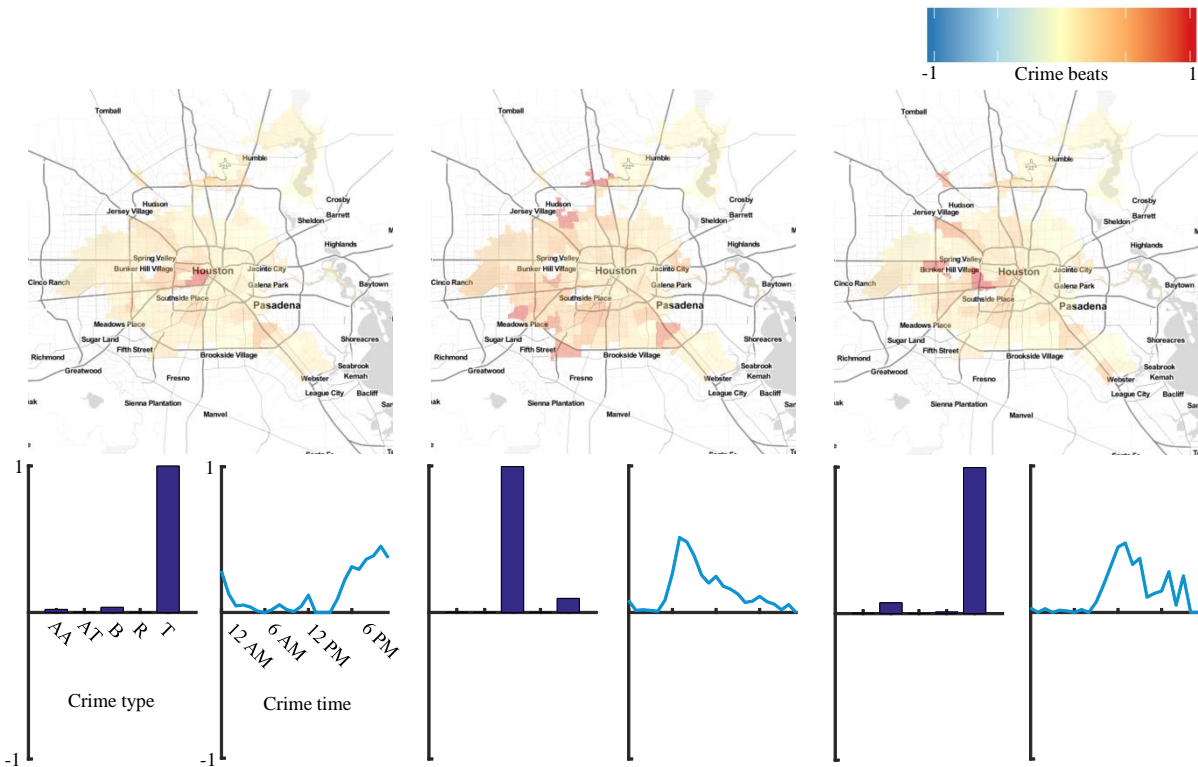 -1 Crime beats 1
Tomball
Humble
Crosby
Hudson
Barrett
Jersey Village
Sheldon
Highlands
Spring Valley
Bunker Hill Village Houston Jacinto City
Cinco Ranch Galena Park Baytown
Southside Place Pasadena
Meadows Place
Sugar Land Shoreacres
Fifth Street Brookside Village
Richmond Seabrook
Greatwood Webster Kemah
Fresno
League City Bacliff
Sienna Plantation
Manvel
Tomball
Humble
Crosby
Hudson
Barrett
Jersey Village
Sheldon
Highlands
Spring Valley
Bunker Hill Village Houston Jacinto City
Cinco Ranch Galena Park Baytown
Southside Place Pasadena
Meadows Place
Sugar Land Shoreacres
Fifth Street Brookside Village
Richmond Seabrook
Greatwood Webster Kemah
Fresno
League City Bacliff
Sienna Plantation
Manvel
Tomball
Humble
Crosby
Hudson
Barrett
Jersey Village
Sheldon
Highlands
Spring Valley
Bunker Hill Village Houston Jacinto City
Cinco Ranch Galena Park Baytown
Southside Place Pasadena
Meadows Place
Sugar Land Shoreacres
Fifth Street Brookside Village
Richmond Seabrook
Greatwood Webster Kemah
Fresno
League City Bacliff
Sienna Plantation
Manvel
1
AA AT B R T
Crime type
-1
1
12 AM 6 AM 12 PM 6 PM
Crime time
-1